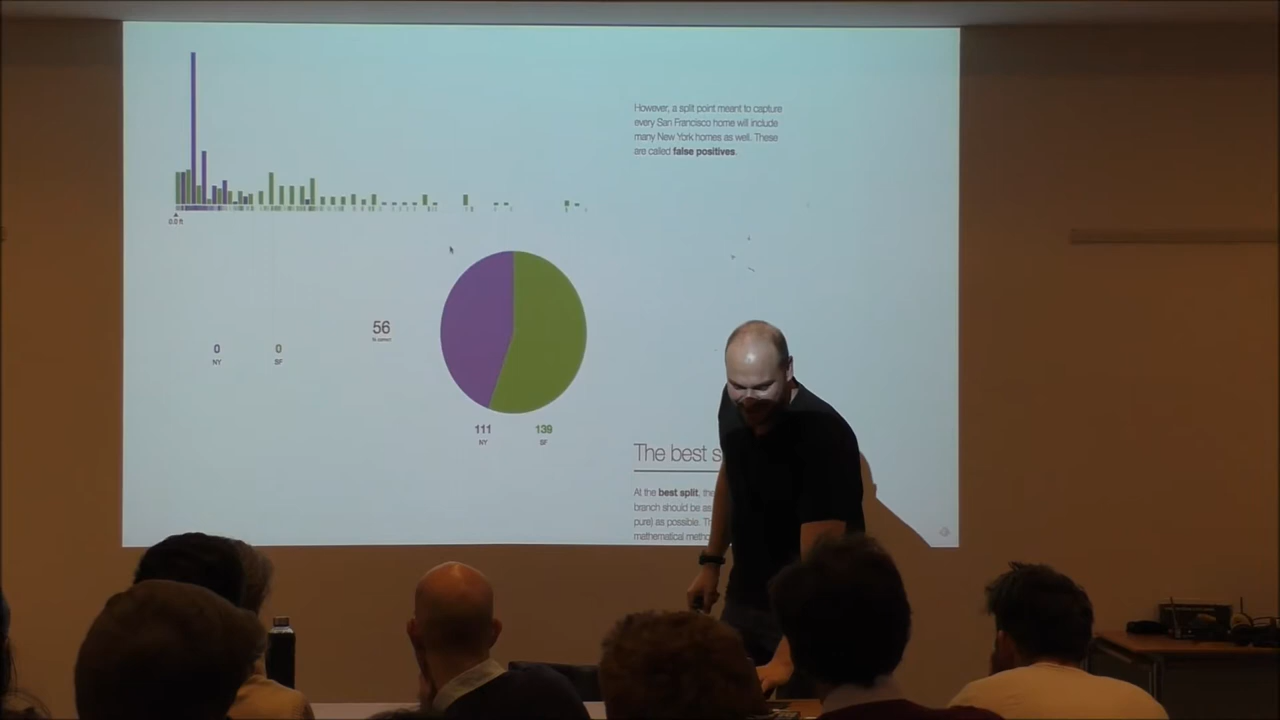 However, a split point meant to capture
every San Francisco home will include
many New York homes as well. These
are called false positives.
0.0 ft
56
% correct
0
NY
0
SF
111
NY
139
SF
The best s
At the best split, the
branch should be as
pure) as possible. Th
mathematical metho